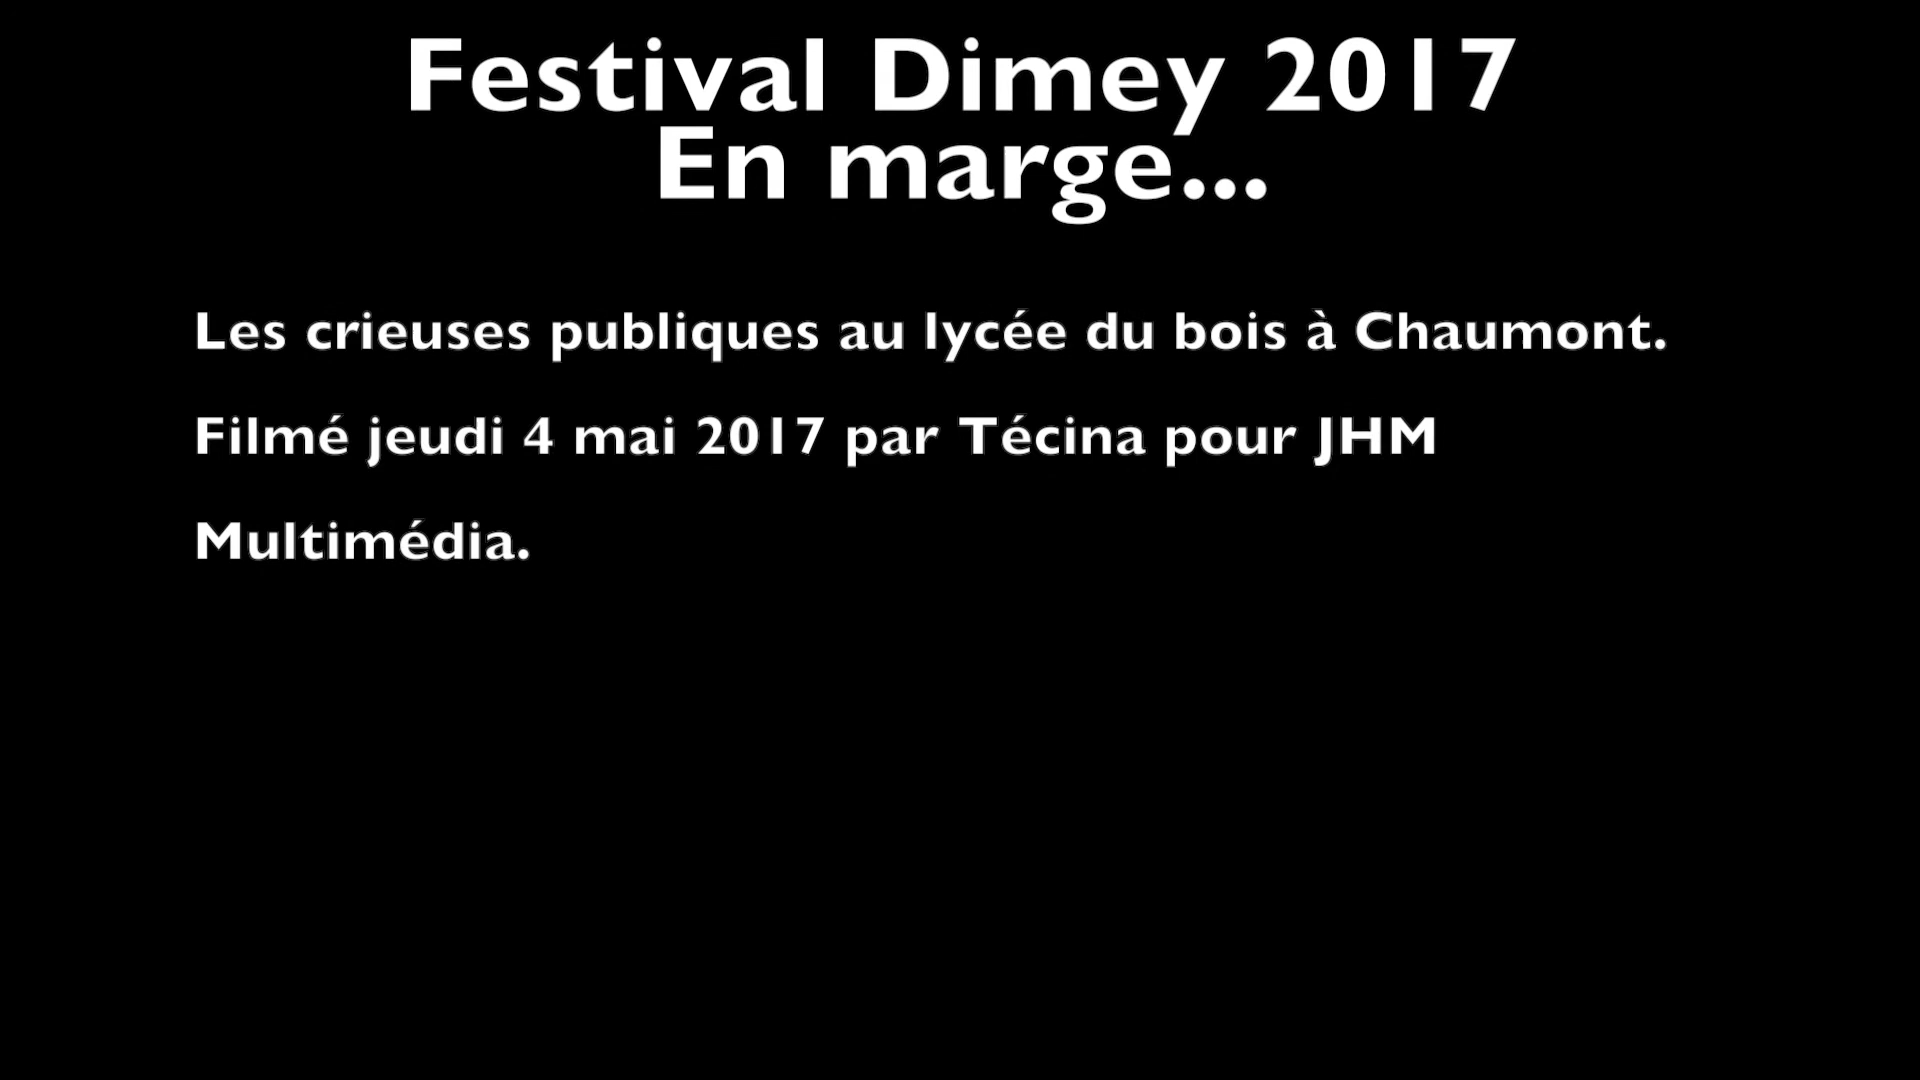 Festival Dimey 2017
En marge...
Les crieuses publiques au lycée du bois à Chaumont.
Filmé jeudi 4 mai 2017 par Técina pour JHM
Multimédia.